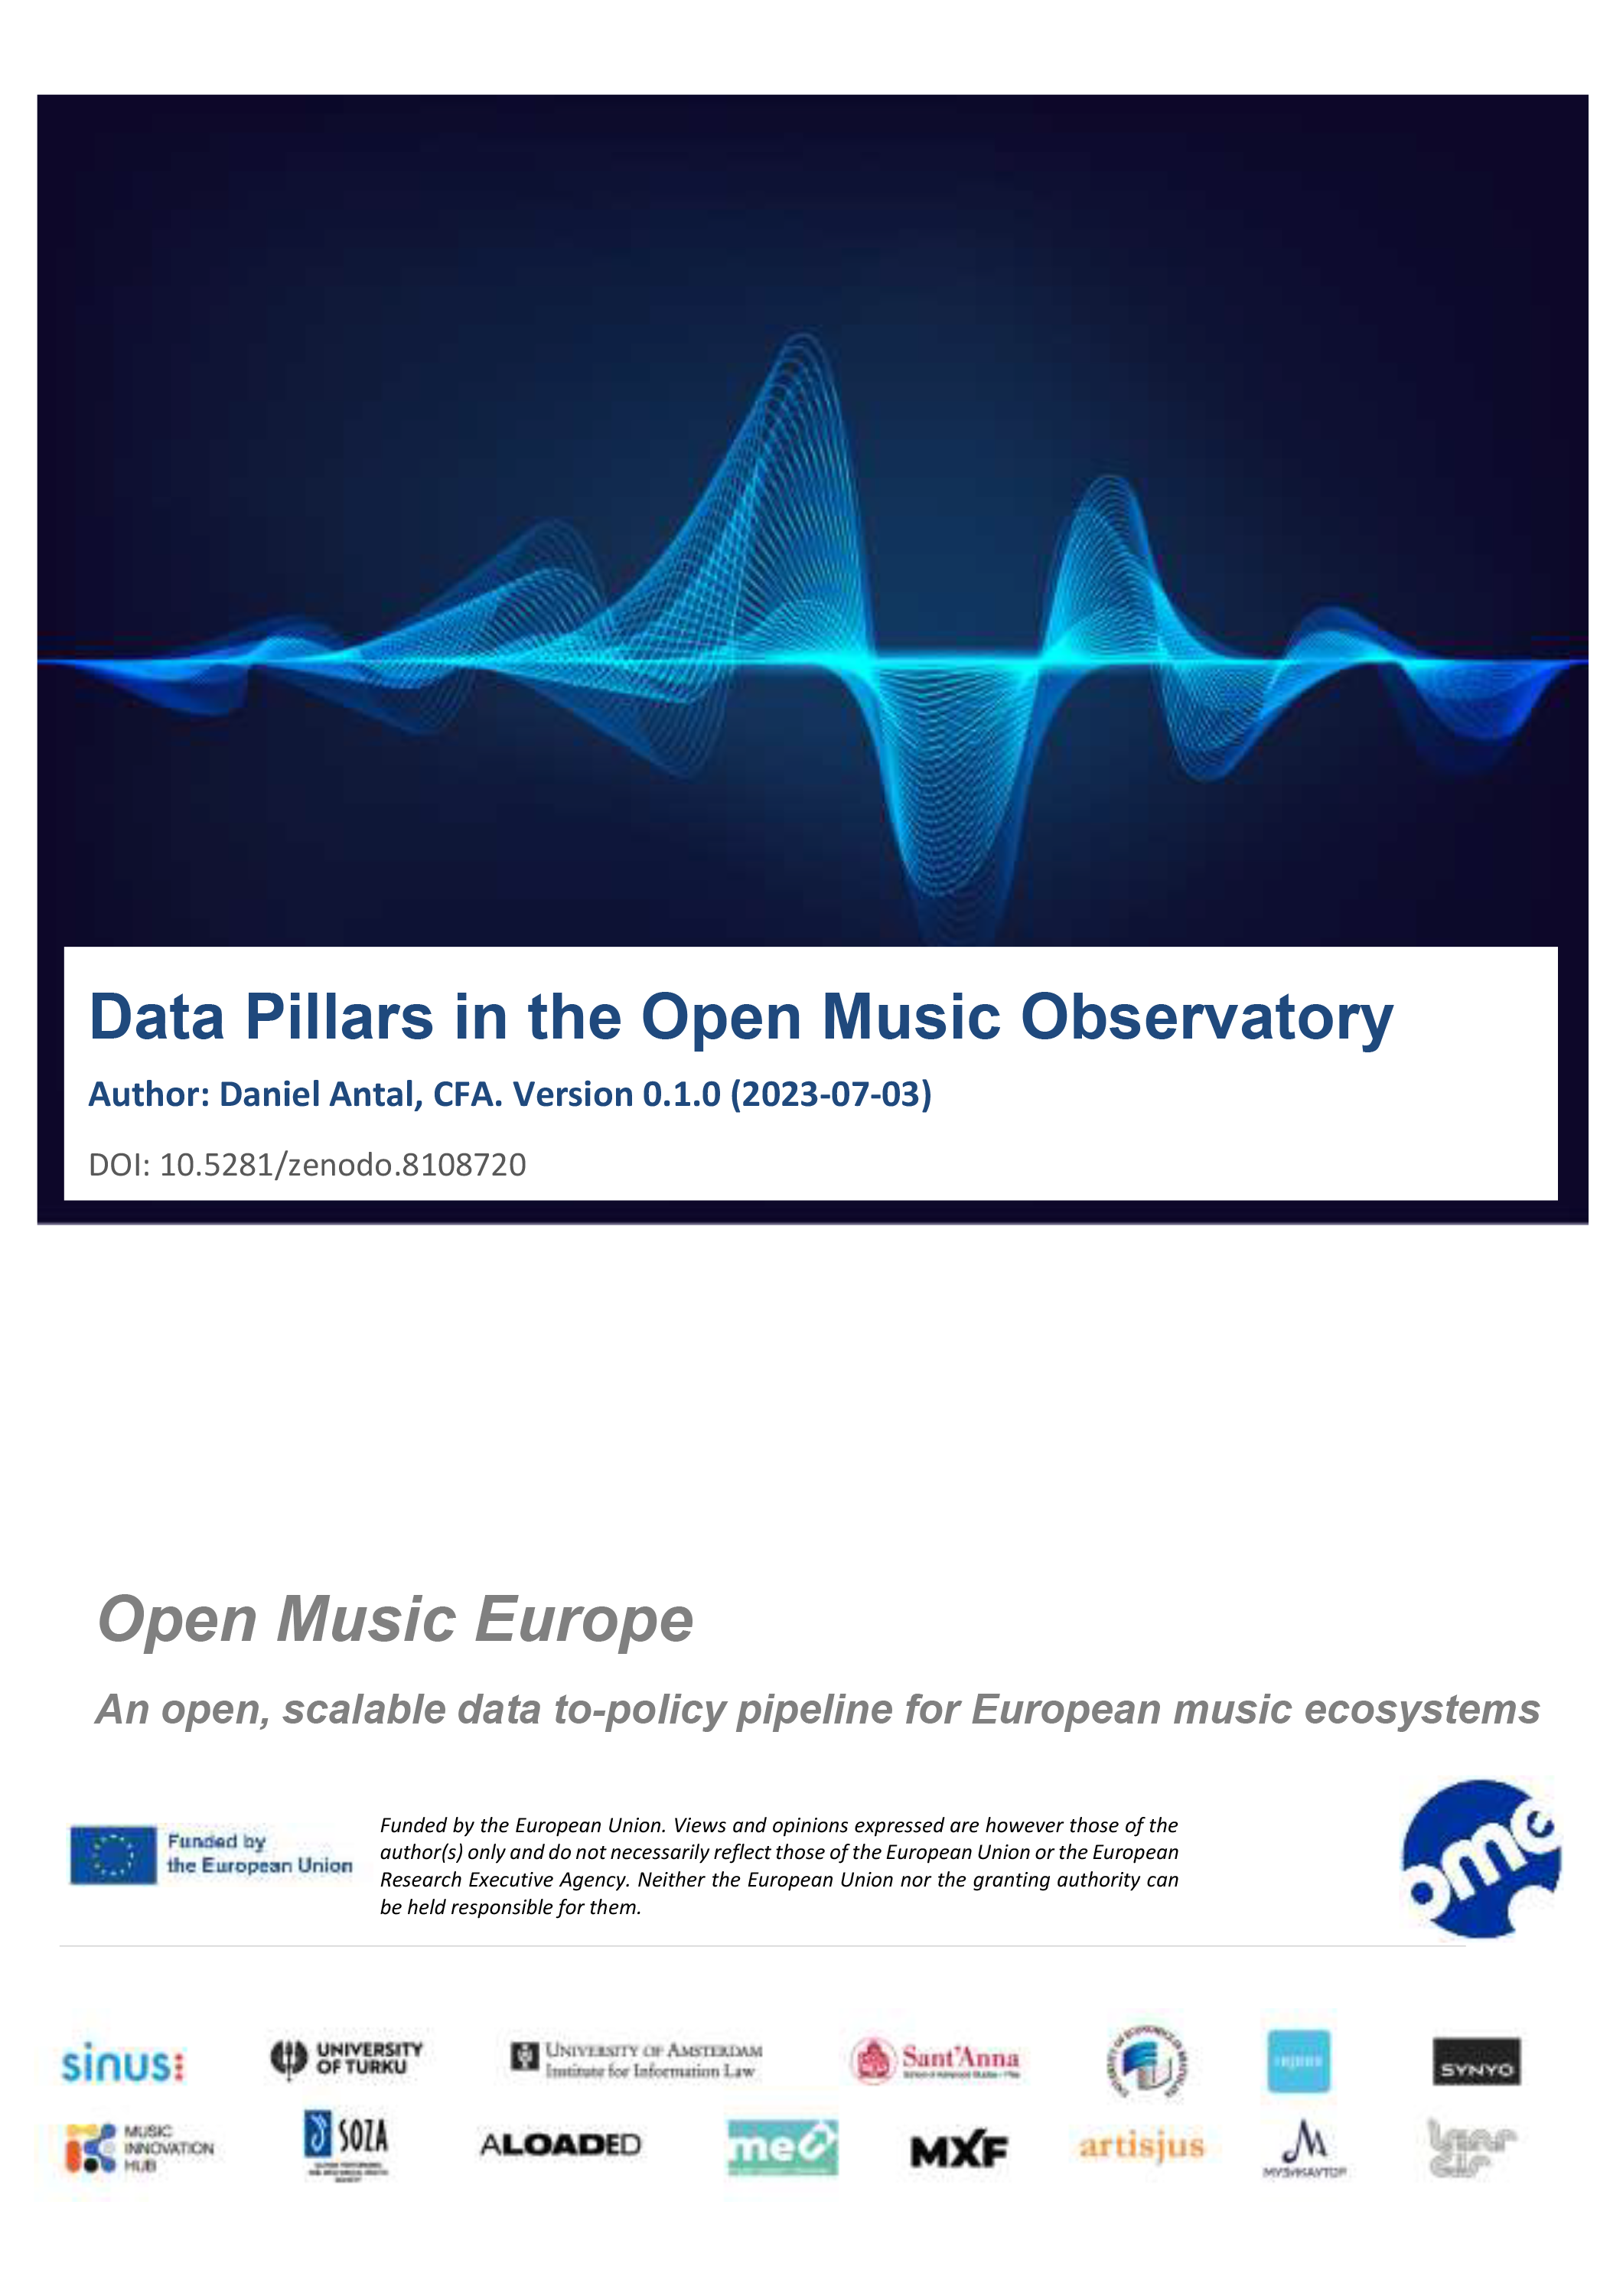 Data Pillars in the Open Music Observatory
Author: Daniel Antal, CFA. Version 0.1.0 (2023-07-03)
DOI: 10.5281/zenodo.8108720
Open Music Europe
An open, scalable data to-policy pipeline for European music ecosystems
Funded by
the European Union
Funded by the European Union. Views and opinions expressed are however those of the
author(s) only and do not necessarily reflect those of the European Union or the European
Research Executive Agency. Neither the European Union nor the granting authority can
be held responsible for them.
ome
sinus:
UNIVERSITY
OF TURKU
UNIVERSITY OF AMSTERDAM
Institute for Information Law
Sant'Anna
SYNYO
MUSIC
INNOVATION
HUB
SOZA
ALOADED
MXF
artisjus